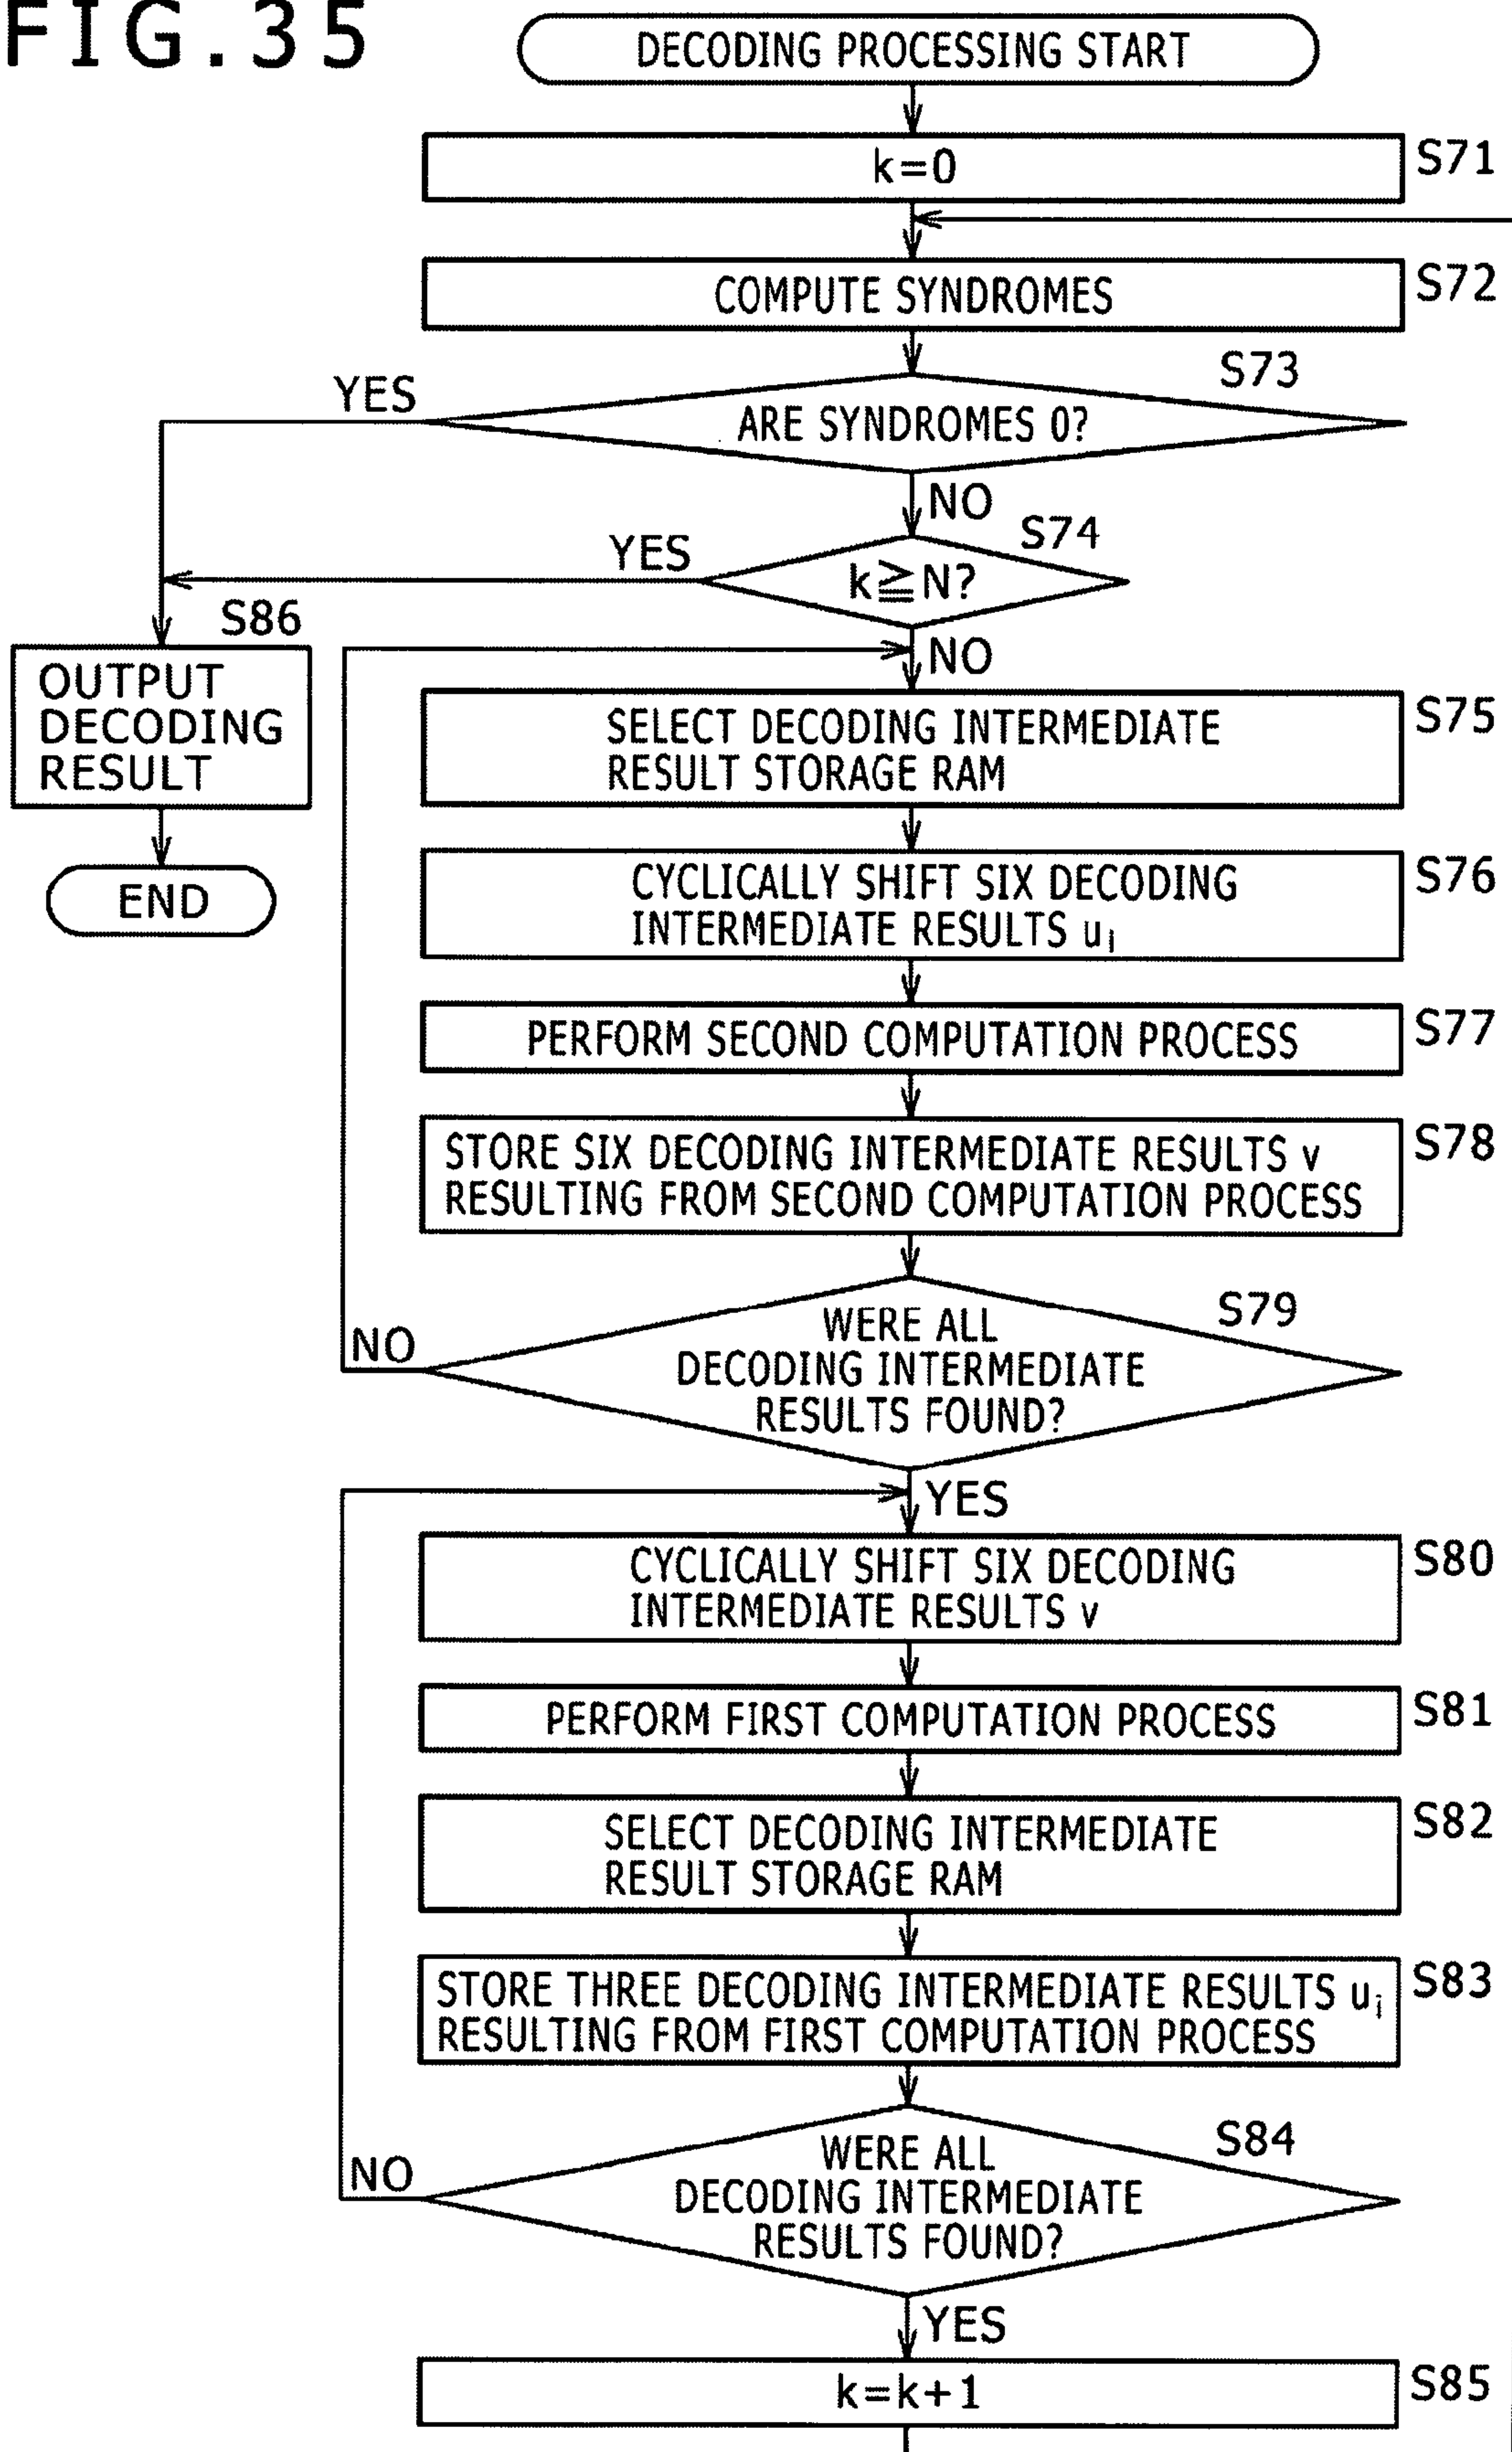 FIG.35
DECODING PROCESSING START
k=0
S71
COMPUTE SYNDROMES
S72
S73
YES
ARE SYNDROMES 0?
NO
S74
YES
k≧N?
S86
NO
OUTPUT
DECODING
RESULT
END
SELECT DECODING INTERMEDIATE
RESULT STORAGE RAM
S75
CYCLICALLY SHIFT SIX DECODING
INTERMEDIATE RESULTS uᵢ
S76
PERFORM SECOND COMPUTATION PROCESS
S77
STORE SIX DECODING INTERMEDIATE RESULTS v
RESULTING FROM SECOND COMPUTATION PROCESS
S78
S79
WERE ALL
DECODING INTERMEDIATE
RESULTS FOUND?
NO
YES
CYCLICALLY SHIFT SIX DECODING
INTERMEDIATE RESULTS v
S80
PERFORM FIRST COMPUTATION PROCESS
S81
SELECT DECODING INTERMEDIATE
RESULT STORAGE RAM
S82
STORE THREE DECODING INTERMEDIATE RESULTS uᵢ
RESULTING FROM FIRST COMPUTATION PROCESS
S83
S84
WERE ALL
DECODING INTERMEDIATE
RESULTS FOUND?
NO
YES
k=k+1
S85